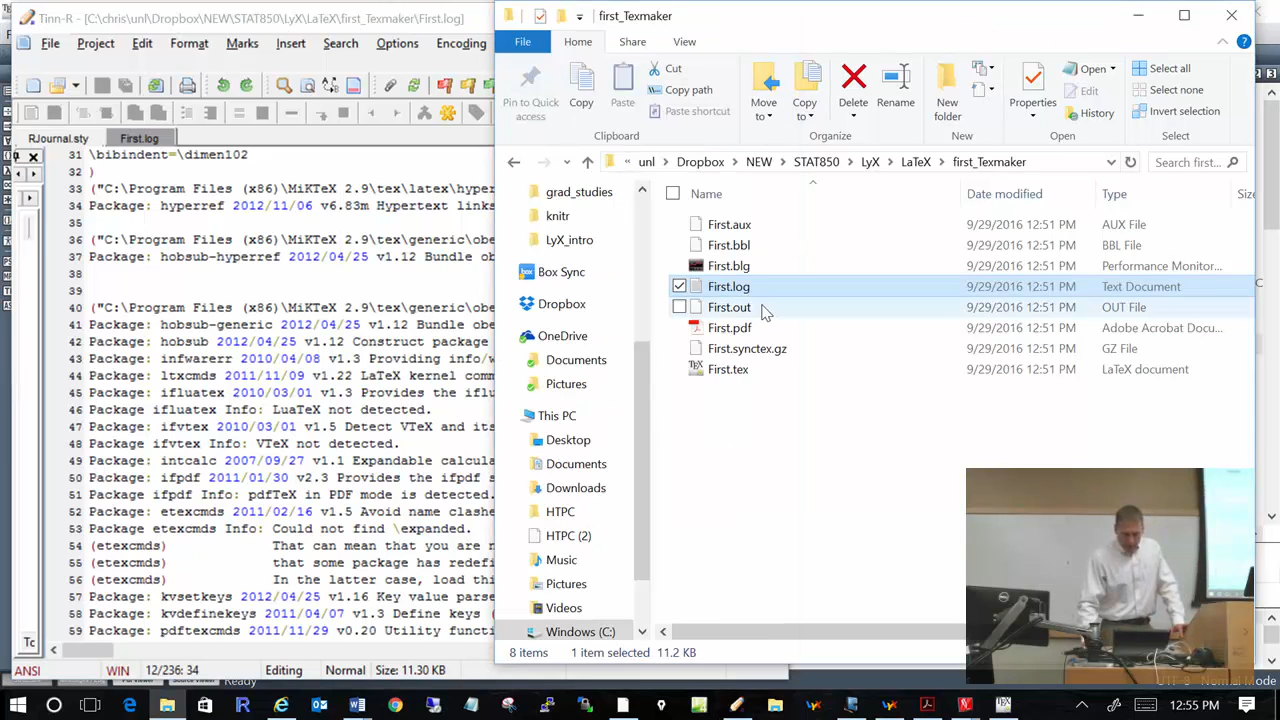 Tinn-R - [C:\chris\unl\Dropbox\NEW\STAT850\LyX\LaTeX\first_Texmaker\First.log]
File Project Edit Format Marks Insert Search Options Encoding
RJournal.sty First.log
31 \bibindent=\dimen102
32 )
33 ("C:\Program Files (x86)\MiKTeX 2.9\tex\latex\hyper
34 Package: hyperref 2012/11/06 v6.83m Hypertext links
35
36 ("C:\Program Files (x86)\MiKTeX 2.9\tex\generic\obe
37 Package: hobsub-hyperref 2012/04/25 v1.12 Bundle ob
38
39
40 ("C:\Program Files (x86)\MiKTeX 2.9\tex\generic\obe
41 Package: hobsub-generic 2012/04/25 v1.12 Bundle obe
42 Package: hobsub 2012/04/25 v1.12 Construct package
43 Package: infwarerr 2010/04/08 v1.3 Providing info/w
44 Package: ltxcmds 2011/11/09 v1.22 LaTeX kernel comm
45 Package: ifluatex 2010/03/01 v1.3 Provides the iflu
46 Package ifluatex Info: LuaTeX not detected.
47 Package: ifvtex 2010/03/01 v1.5 Detect VTeX and its
48 Package ifvtex Info: VTeX not detected.
49 Package: intcalc 2007/09/27 v1.1 Expandable calcula
50 Package: ifpdf 2011/01/30 v2.3 Provides the ifpdf s
51 Package ifpdf Info: pdfTeX in PDF mode is detected.
52 Package: etexcmds 2011/02/16 v1.5 Avoid name clashe
53 Package etexcmds Info: Could not find \expanded.
54 (etexcmds) That can mean that you are n
55 (etexcmds) that some package has redefi
56 (etexcmds) In the latter case, load thi
57 Package: kvsetkeys 2012/04/25 v1.16 Key value parse
58 Package: kvdefinekeys 2011/04/07 v1.3 Define keys (
59 Package: pdftexcmds 2011/11/29 v0.20 Utility functi
Tc
ANSI WIN 12/236: 34 Editing Normal Size: 11.30 KB
Ready
first_Texmaker
File Home Share View
Pin to Quick access Copy Paste Cut Copy path Paste shortcut
Move to Copy to Delete Rename New folder Properties Open Edit History
Select all Select none Invert selection
Clipboard Organize New Open Select
« unl Dropbox NEW STAT850 LyX LaTeX first_Texmaker Search first...
grad_studies
knitr
LyX_intro
Box Sync
Dropbox
OneDrive
Documents
Pictures
This PC
Desktop
Documents
Downloads
HTPC
HTPC (2)
Music
Pictures
Videos
Windows (C:)
Name Date modified Type Siz
First.aux 9/29/2016 12:51 PM AUX File
First.bbl 9/29/2016 12:51 PM BBL File
First.blg 9/29/2016 12:51 PM Performance Monitor...
First.log 9/29/2016 12:51 PM Text Document
First.out 9/29/2016 12:51 PM OUT File
First.pdf 9/29/2016 12:51 PM Adobe Acrobat Docu...
First.synctex.gz 9/29/2016 12:51 PM GZ File
First.tex 9/29/2016 12:51 PM LaTeX document
8 items 1 item selected 11.2 KB
UTF-8 Normal Mode
DELL
12:55 PM